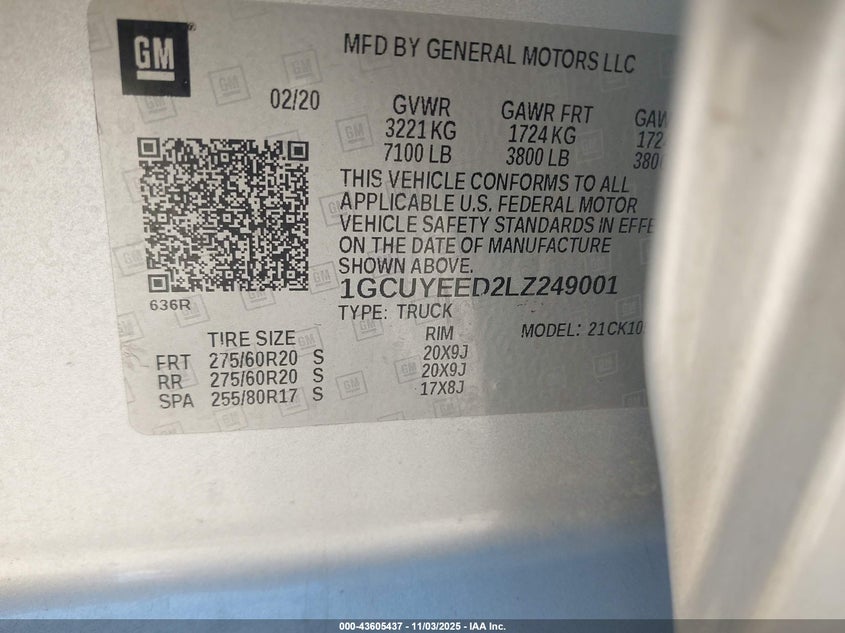 GM
MFD BY GENERAL MOTORS LLC
02/20
GVWR GAWR FRT
3221 KG 1724 KG
7100 LB 3800 LB
THIS VEHICLE CONFORMS TO ALL
APPLICABLE U.S. FEDERAL MOTOR
VEHICLE SAFETY STANDARDS IN
ON THE DATE OF MANUFACTURE
SHOWN ABOVE.
1GCUYEED2LZ249001
636R
TYPE: TRUCK
MODEL:
TIRE SIZE RIM
FRT 275/60R20 S 20X9J
RR 275/60R20 S 20X9J
SPA 255/80R17 S 17X8J
000-43605437 - 11/03/2025 - IAA Inc.